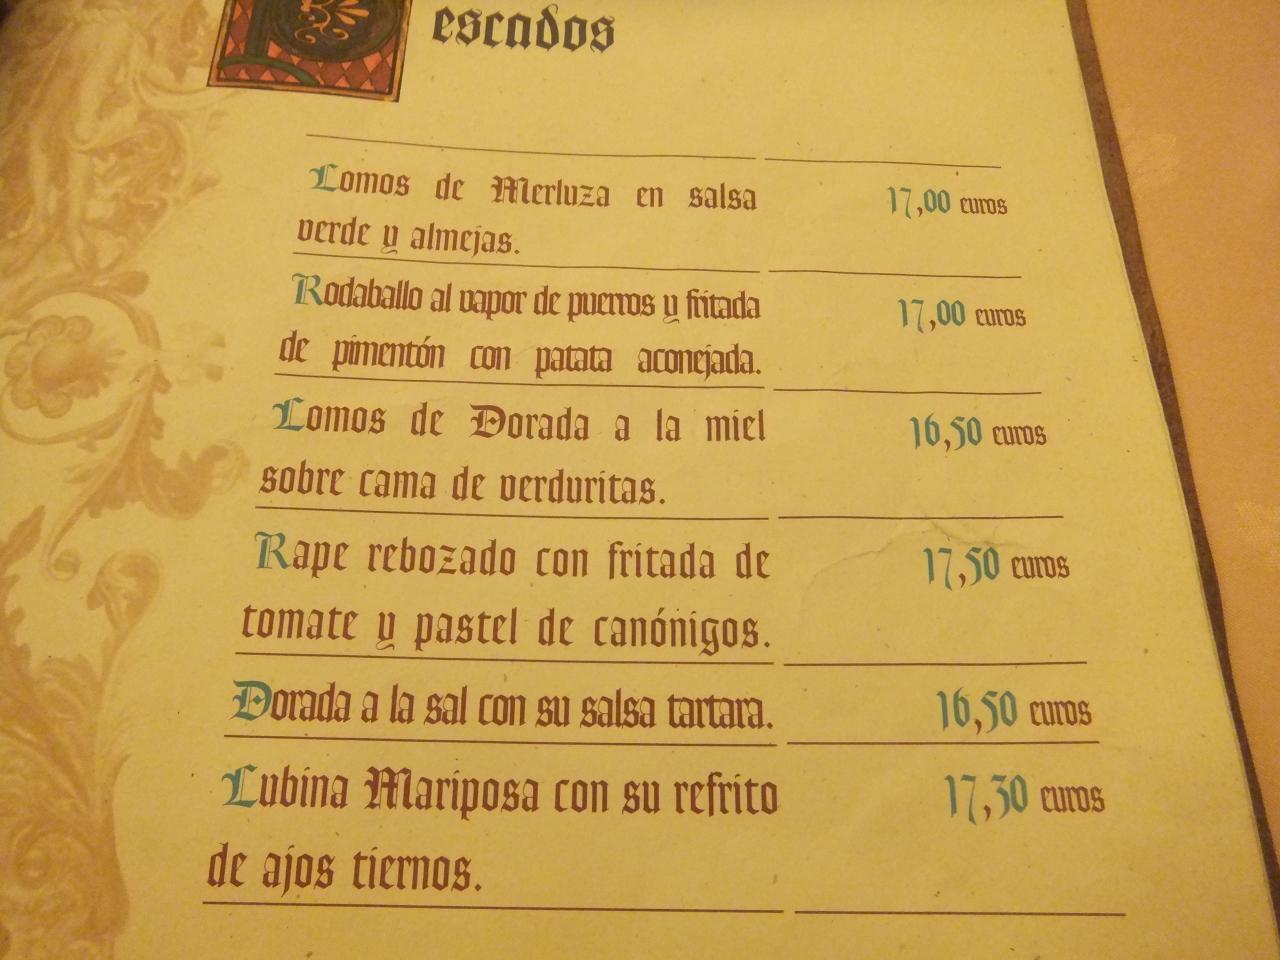 Pescados
Lomos de Merluza en salsa 17,00 euros
verde y almejas.
Rodaballo al vapor de puerros y fritada 17,00 euros
de pimentón con patata aconejada.
Lomos de Dorada a la miel 16,50 euros
sobre cama de verduritas.
Rape rebozado con fritada de 17,50 euros
tomate y pastel de canónigos.
Dorada a la sal con su salsa tartara. 16,50 euros
Lubina Mariposa con su refrito 17,30 euros
de ajos tiernos.